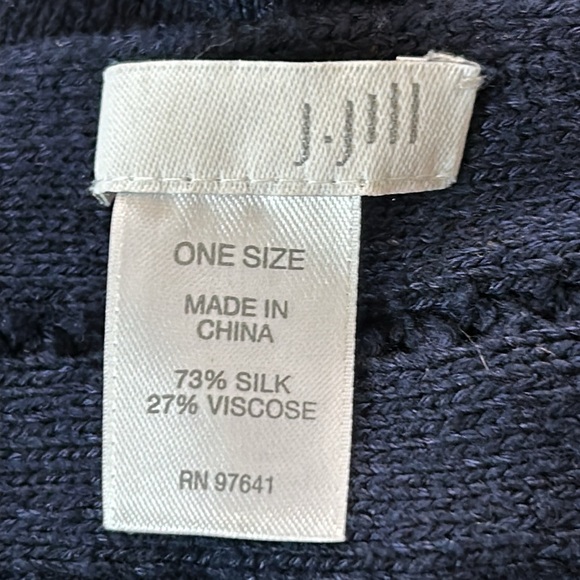 J.Jill
ONE SIZE
MADE IN
CHINA
73% SILK
27% VISCOSE
RN 97641